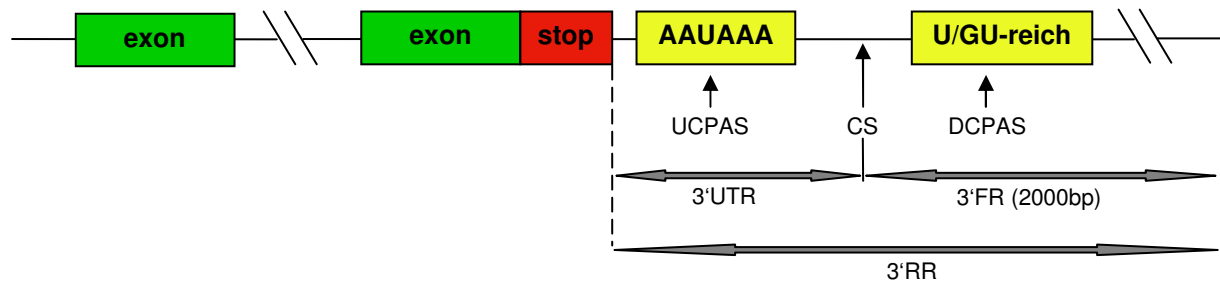 exon exon stop AAUAAA U/GU-reich
UCPAS CS DCPAS
3‘UTR 3‘FR (2000bp)
3‘RR